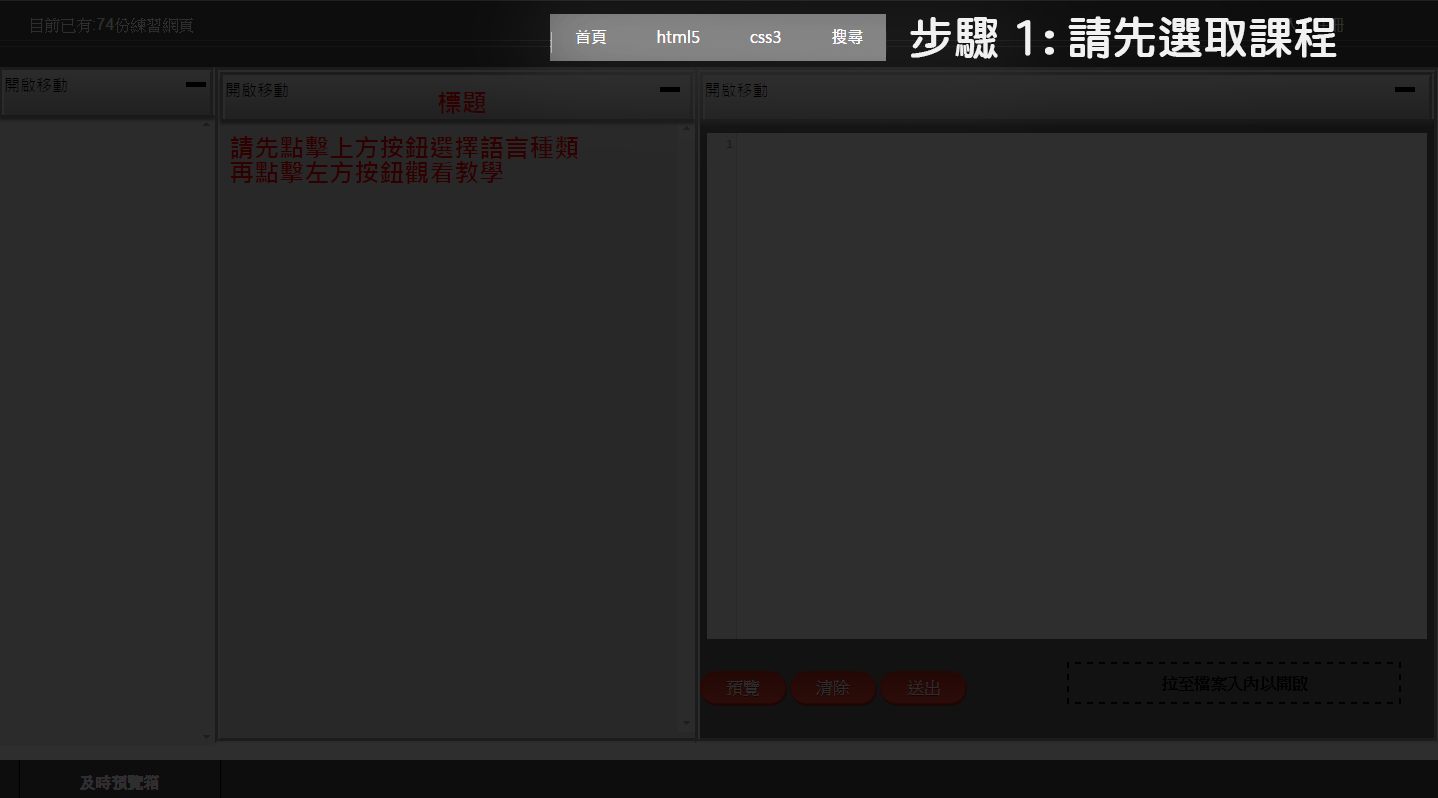 目前已有:74份練習網頁
首頁 html5 css3 搜尋
步驟 1: 請先選取課程
開啟移動
開啟移動
標題
請先點擊上方按鈕選擇語言種類
再點擊左方按鈕觀看教學
開啟移動
1
預覽 清除 送出
拉至檔案入內以開啟
及時預覽箱